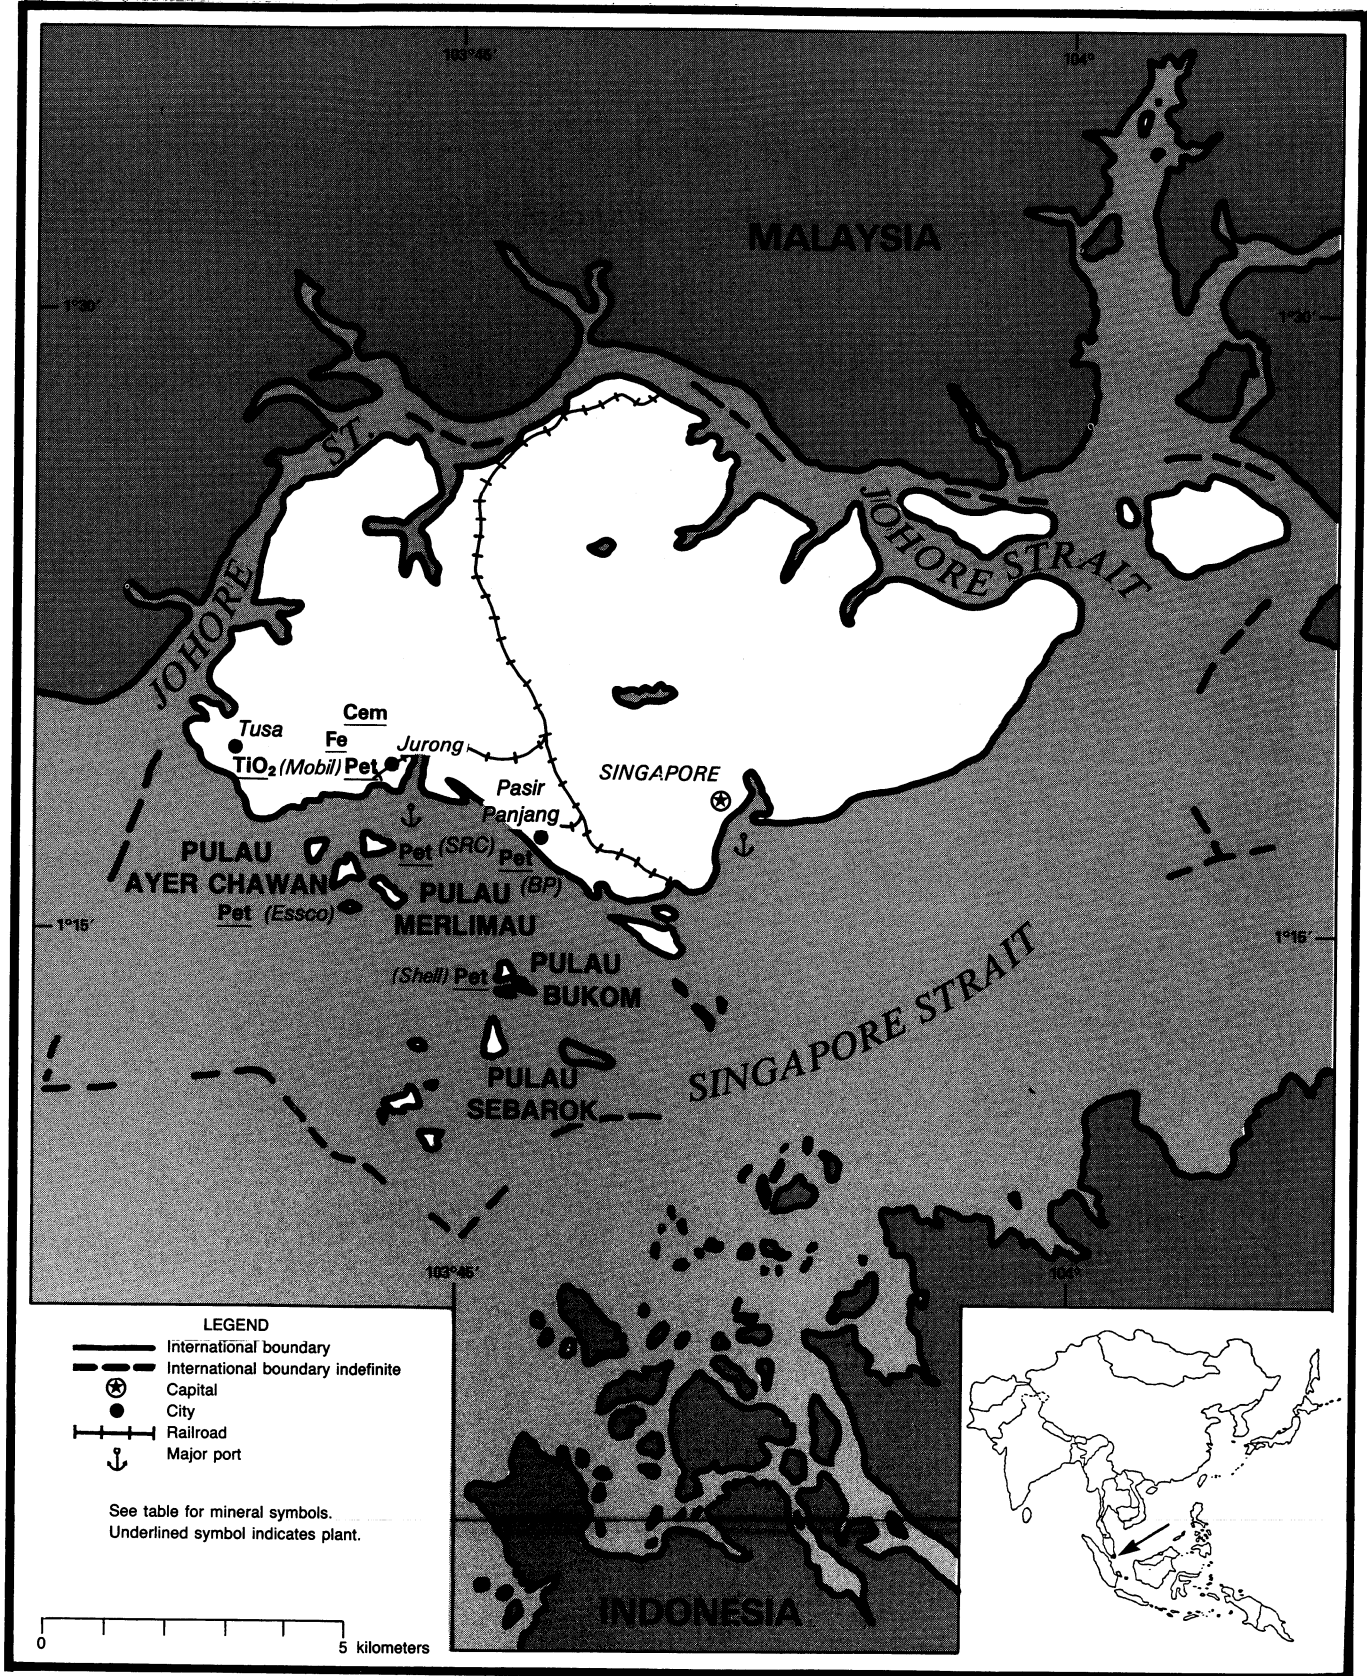 103°45′
104°
MALAYSIA
1°30′
1°30′
ST.
JOHORE
JOHORE STRAIT
Cem
Tusa
Fe
Jurong
TiO₂ (Mobil) Pet
SINGAPORE
Pasir
Panjang
PULAU
AYER CHAWAN
Pet (SRC)
Pet
(BP)
PULAU
MERLIMAU
Pet (Essco)
1°15′
1°15′
(Shell) Pet
PULAU
BUKOM
SINGAPORE STRAIT
PULAU
SEBAROK
103°45′
104°
LEGEND
International boundary
International boundary indefinite
Capital
City
Railroad
Major port
See table for mineral symbols.
Underlined symbol indicates plant.
0 5 kilometers
INDONESIA